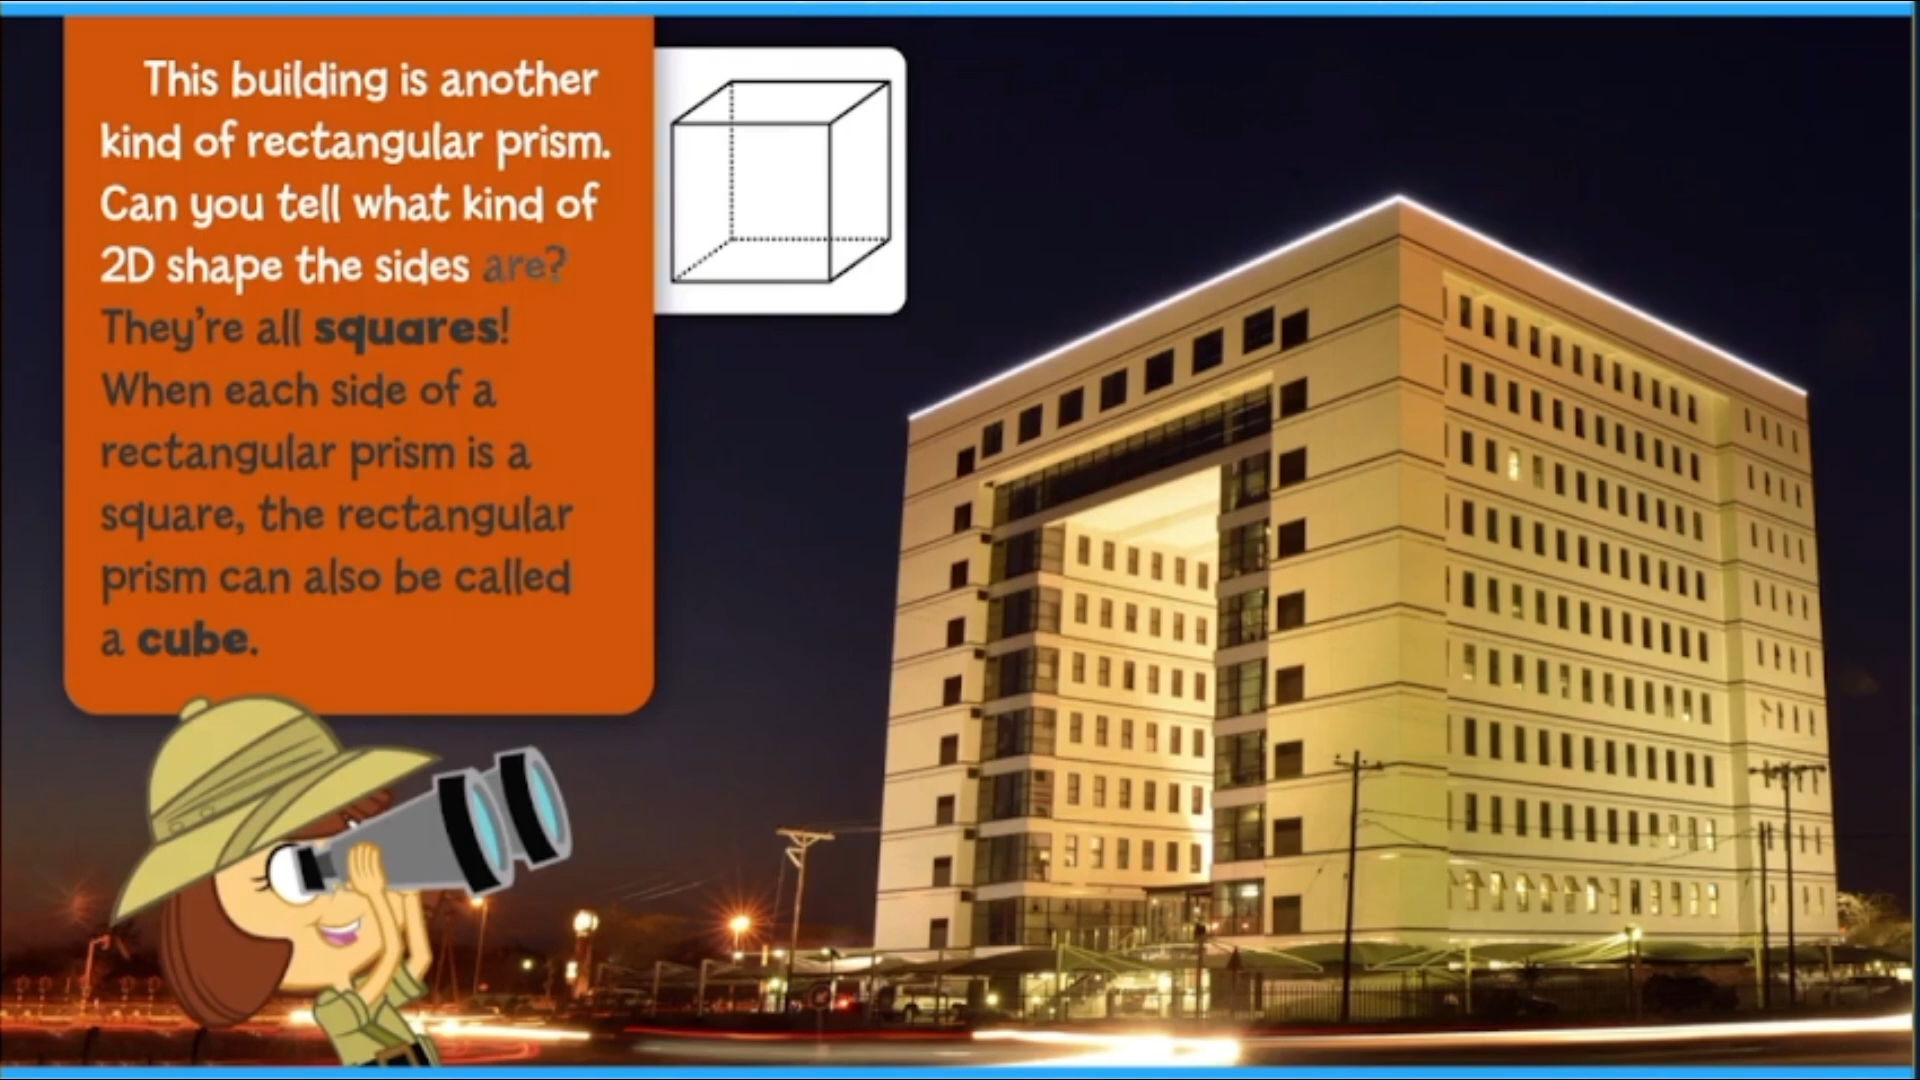 This building is another
kind of rectangular prism.
Can you tell what kind of
2D shape the sides are?
They're all squares!
When each side of a
rectangular prism is a
square, the rectangular
prism can also be called
a cube.